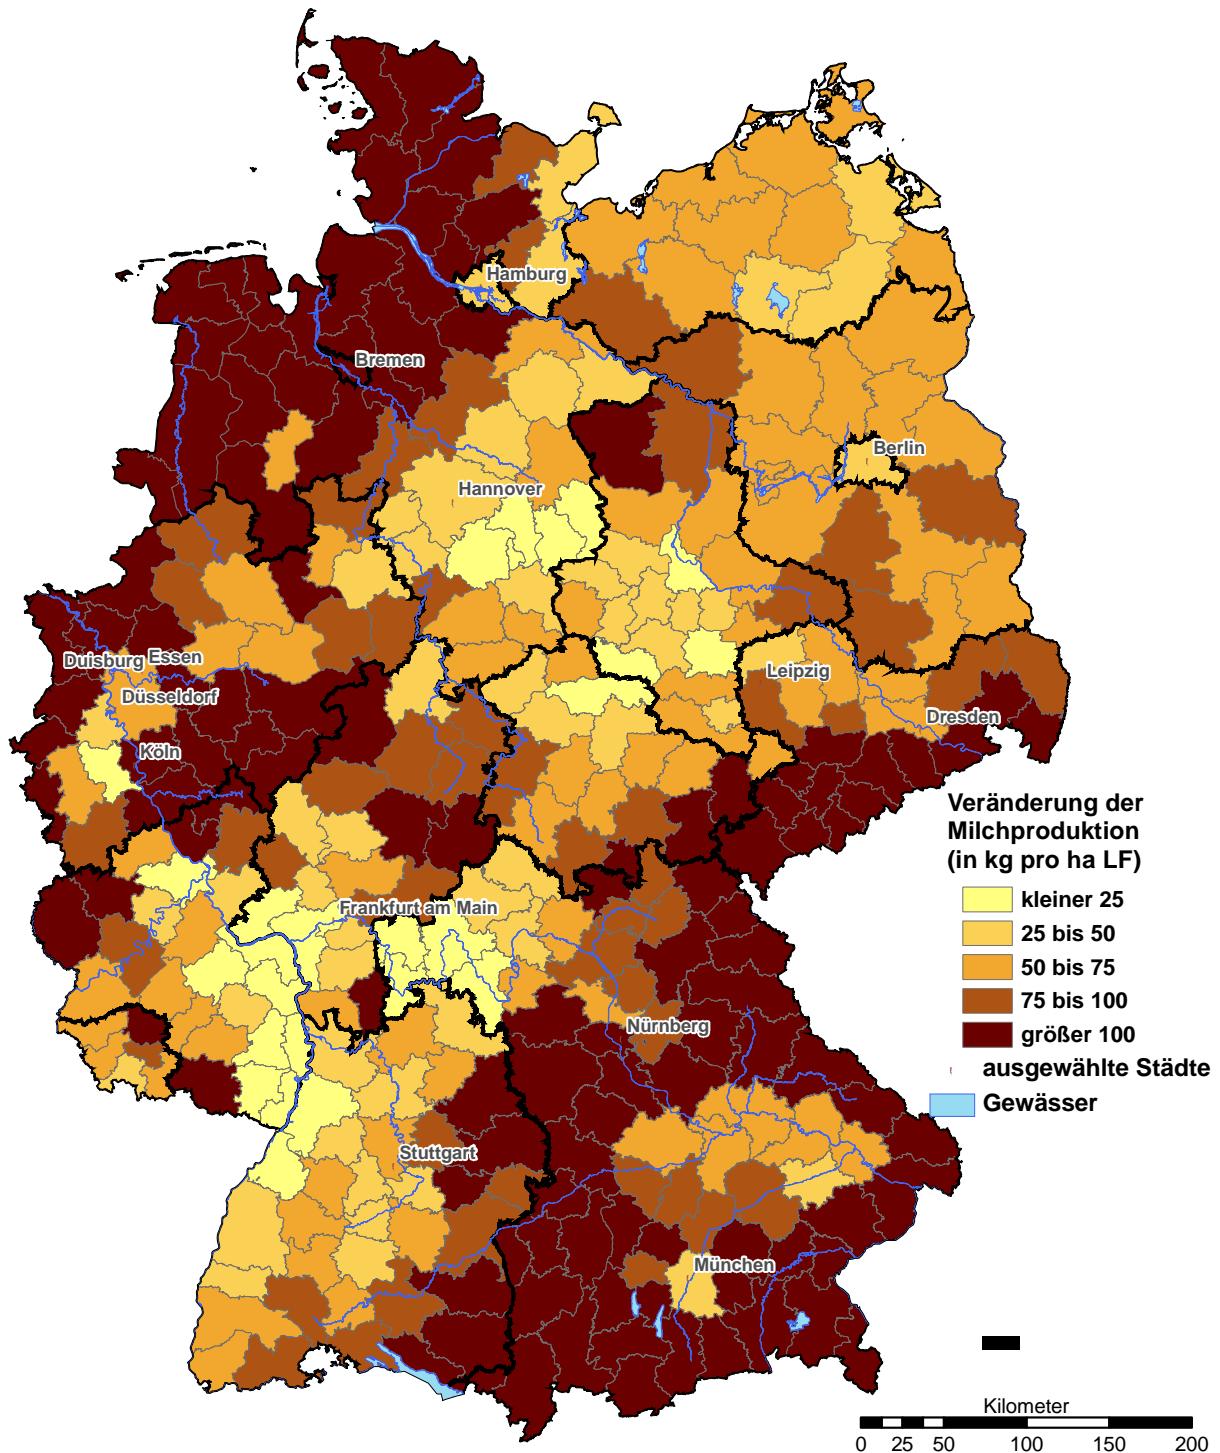 Hamburg
Bremen
Berlin
Hannover
Duisburg
Essen
Leipzig
Düsseldorf
Dresden
Köln
Frankfurt am Main
Nürnberg
Stuttgart
München
Veränderung der
Milchproduktion
(in kg pro ha LF)
kleiner 25
25 bis 50
50 bis 75
75 bis 100
größer 100
ausgewählte Städte
Gewässer
Kilometer
0 25 50 100 150 200